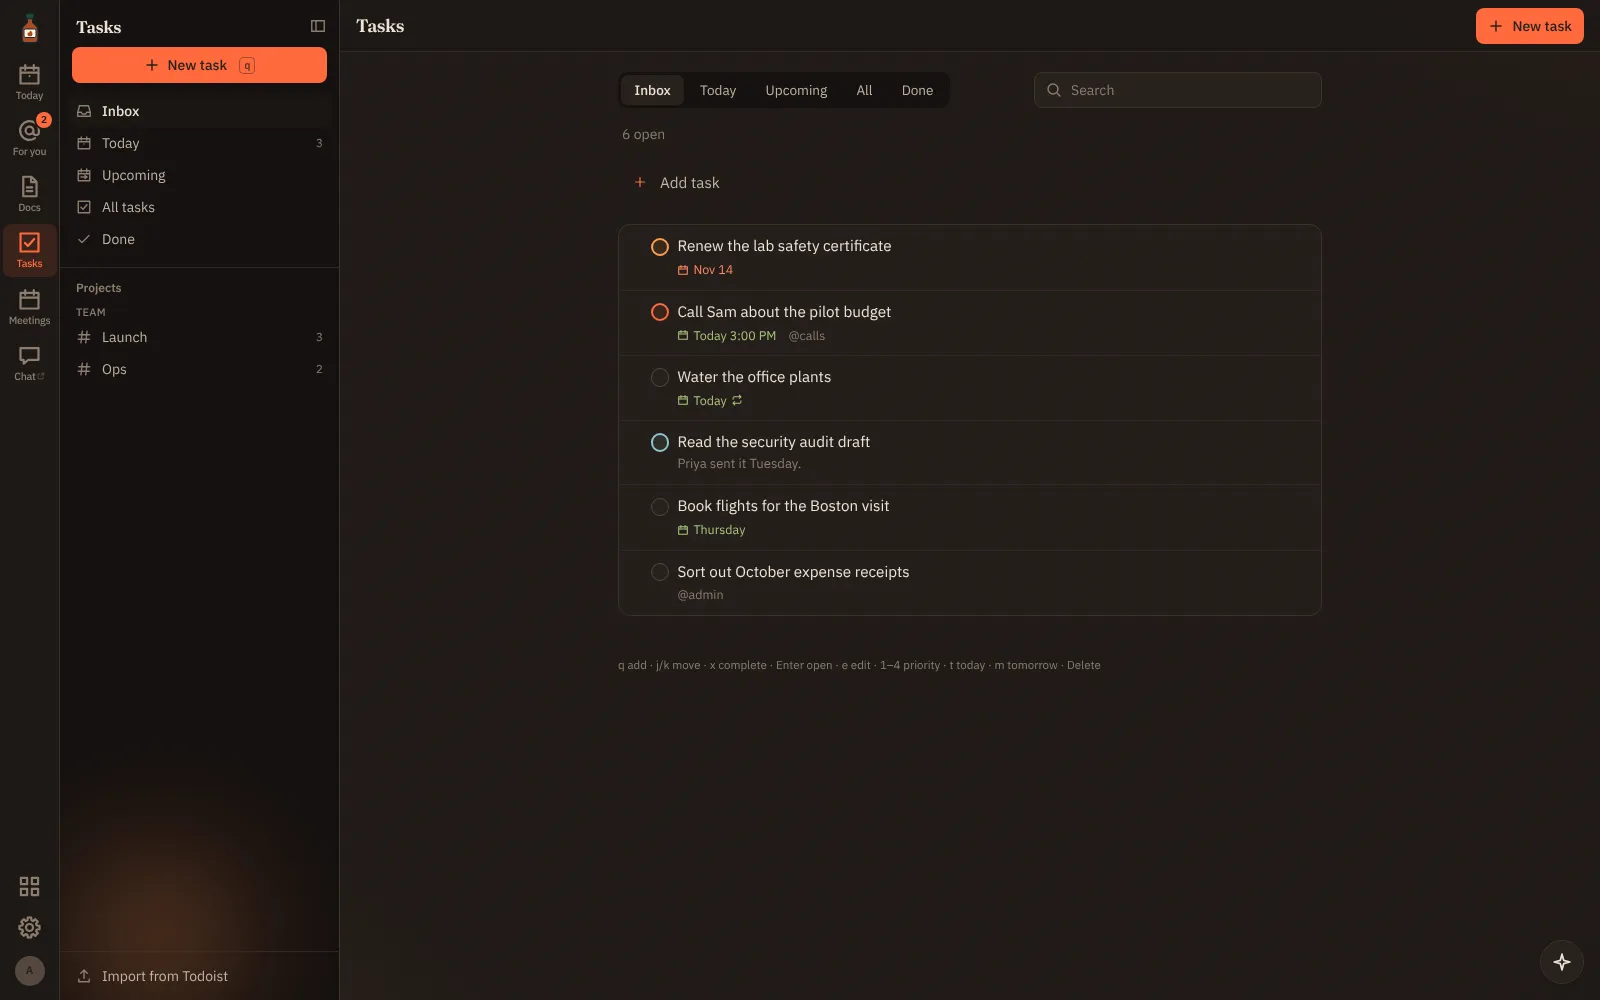 Today
2
For you
Docs
Tasks
Meetings
Chat
A
Tasks
New task q
Inbox
Today 3
Upcoming
All tasks
Done
Projects
TEAM
Launch 3
Ops 2
Import from Todoist
Tasks
New task
Inbox Today Upcoming All Done
Search
6 open
Add task
Renew the lab safety certificate
Nov 14
Call Sam about the pilot budget
Today 3:00 PM @calls
Water the office plants
Today
Read the security audit draft
Priya sent it Tuesday.
Book flights for the Boston visit
Thursday
Sort out October expense receipts
@admin
q add · j/k move · x complete · Enter open · e edit · 1–4 priority · t today · m tomorrow · Delete